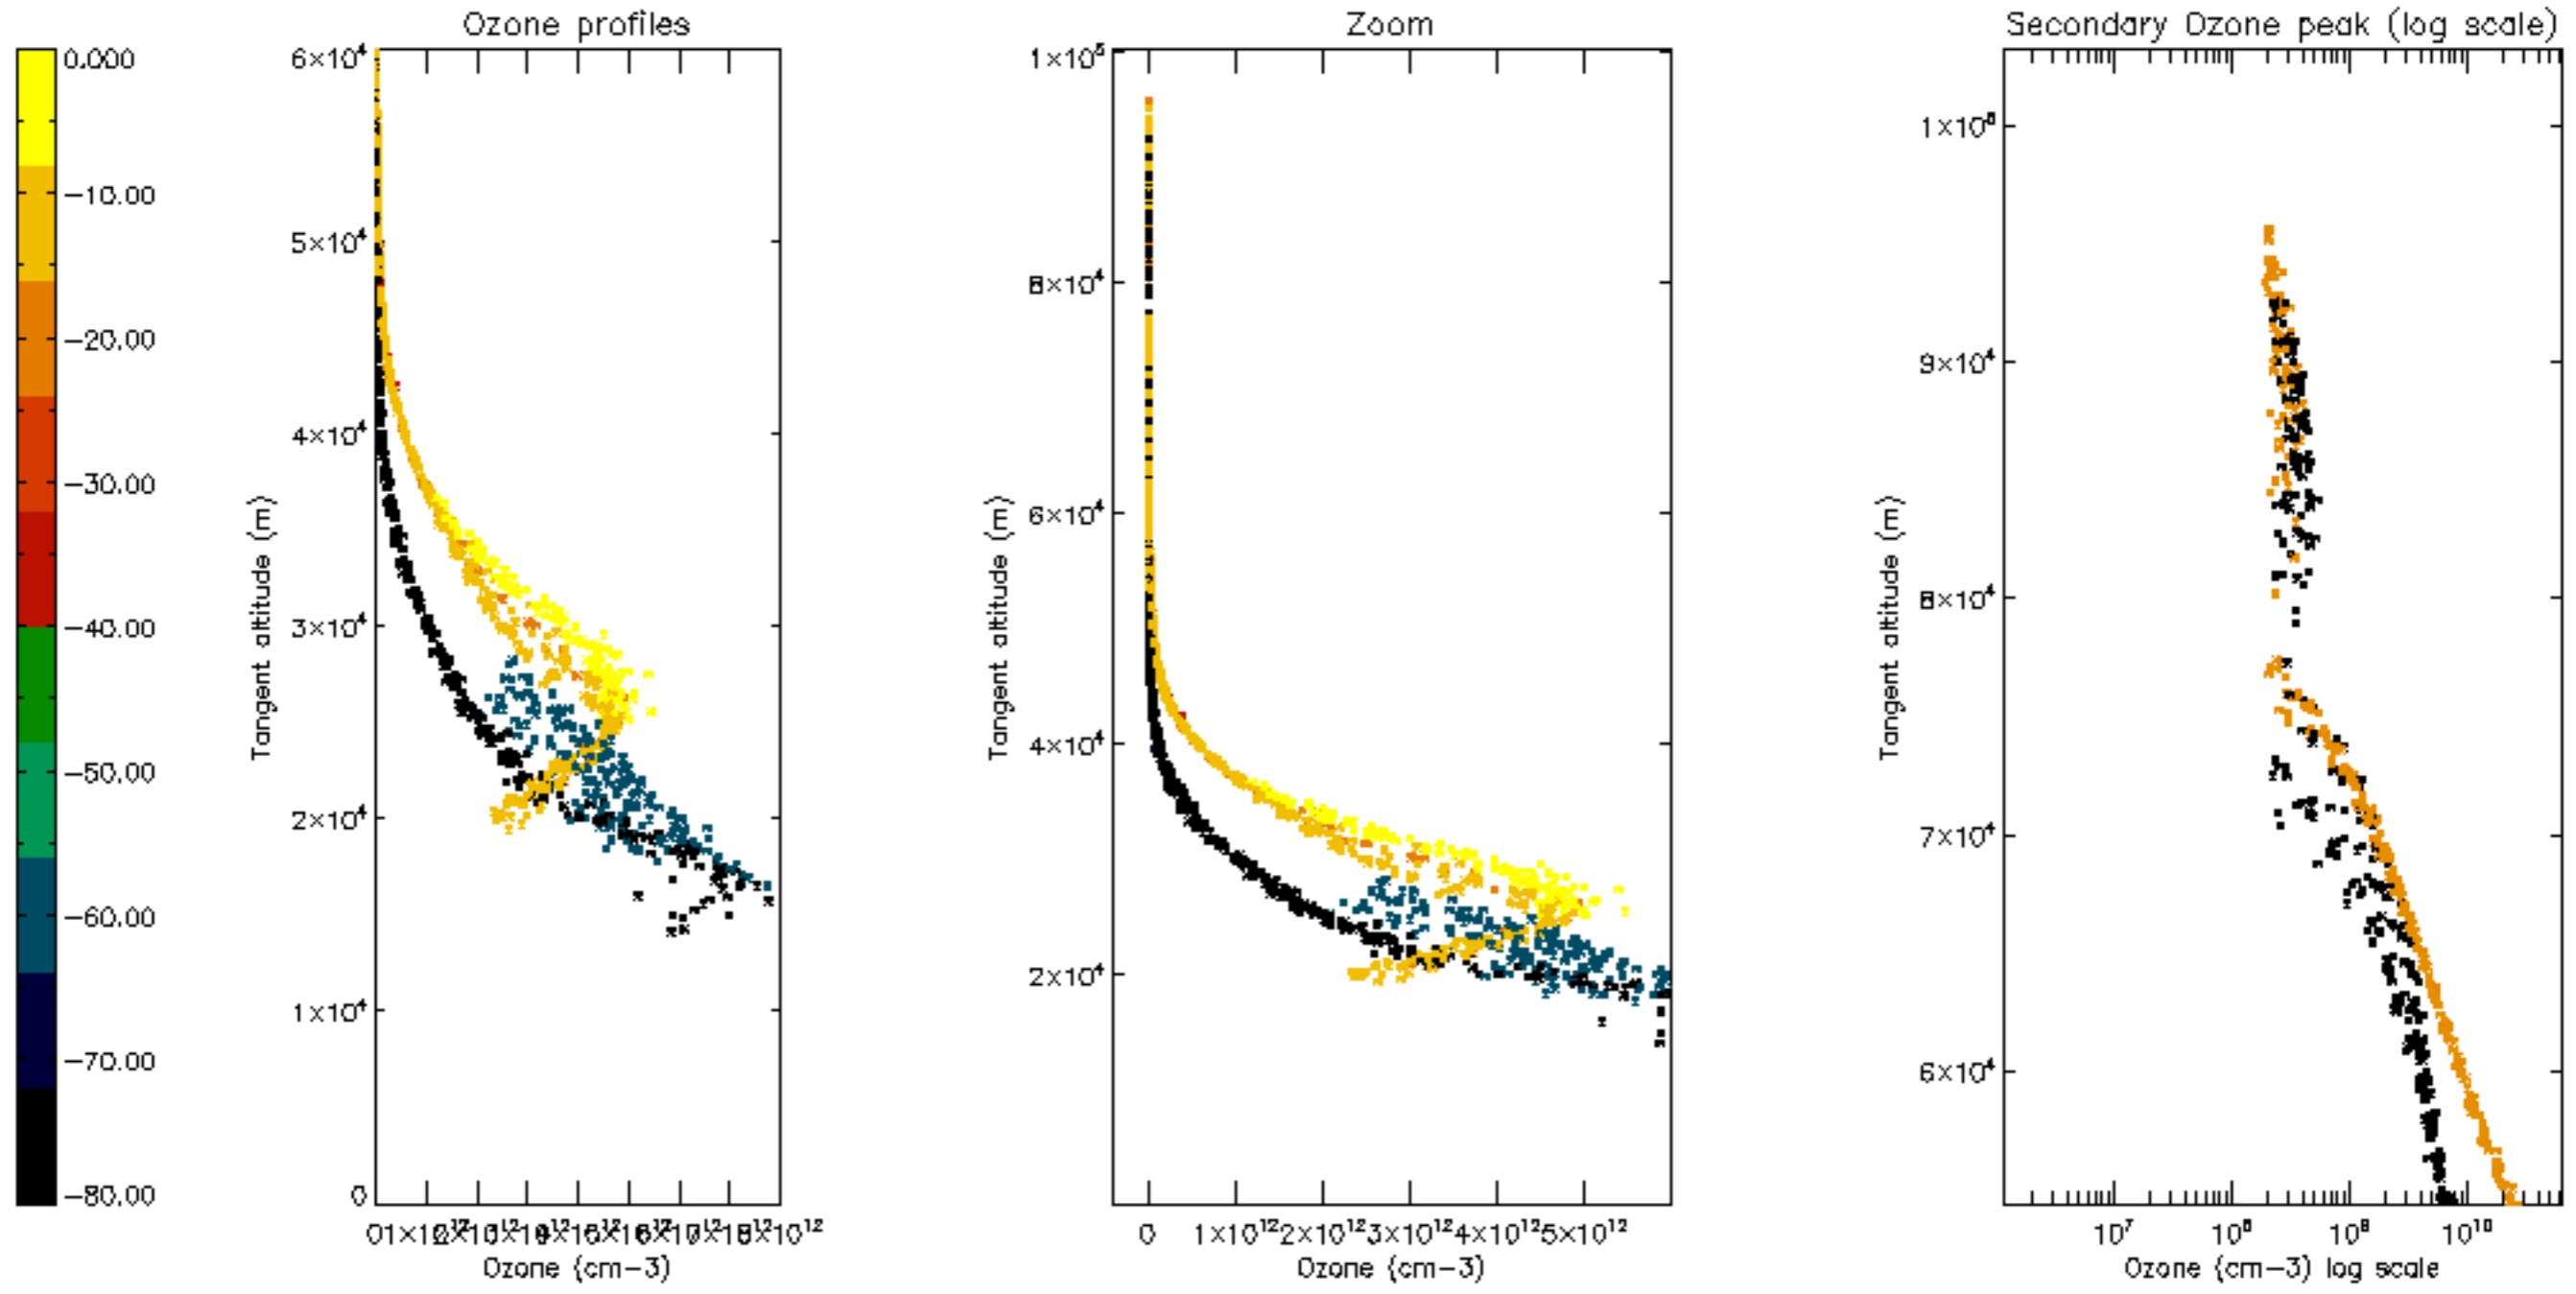 Ozone profiles
Zoom
Secondary Ozone peak (log scale)
0.000
−10.00
−20.00
−30.00
−40.00
−50.00
−60.00
−70.00
−80.00
6×10⁴
5×10⁴
4×10⁴
3×10⁴
2×10⁴
1×10⁴
0
Tangent altitude (m)
Ozone (cm−3)
1×10⁵
8×10⁴
6×10⁴
4×10⁴
2×10⁴
Tangent altitude (m)
0 1×10¹² 2×10¹² 3×10¹² 4×10¹² 5×10¹²
Ozone (cm−3)
1×10⁵
9×10⁴
8×10⁴
7×10⁴
6×10⁴
Tangent altitude (m)
10⁷ 10⁸ 10⁹ 10¹⁰
Ozone (cm−3) log scale